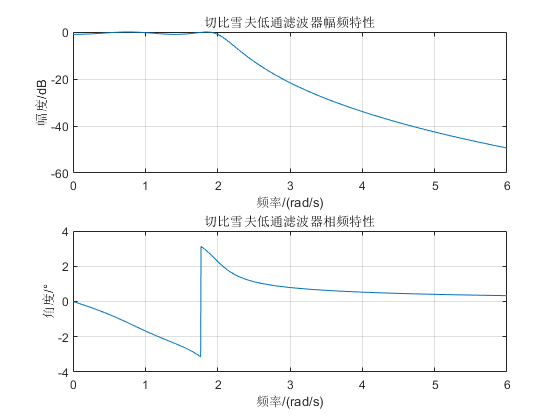 切比雪夫低通滤波器幅频特性
0
-20
-40
-60
幅度/dB
0 1 2 3 4 5 6
频率/(rad/s)
切比雪夫低通滤波器相频特性
4
2
0
-2
-4
角度/°
0 1 2 3 4 5 6
频率/(rad/s)